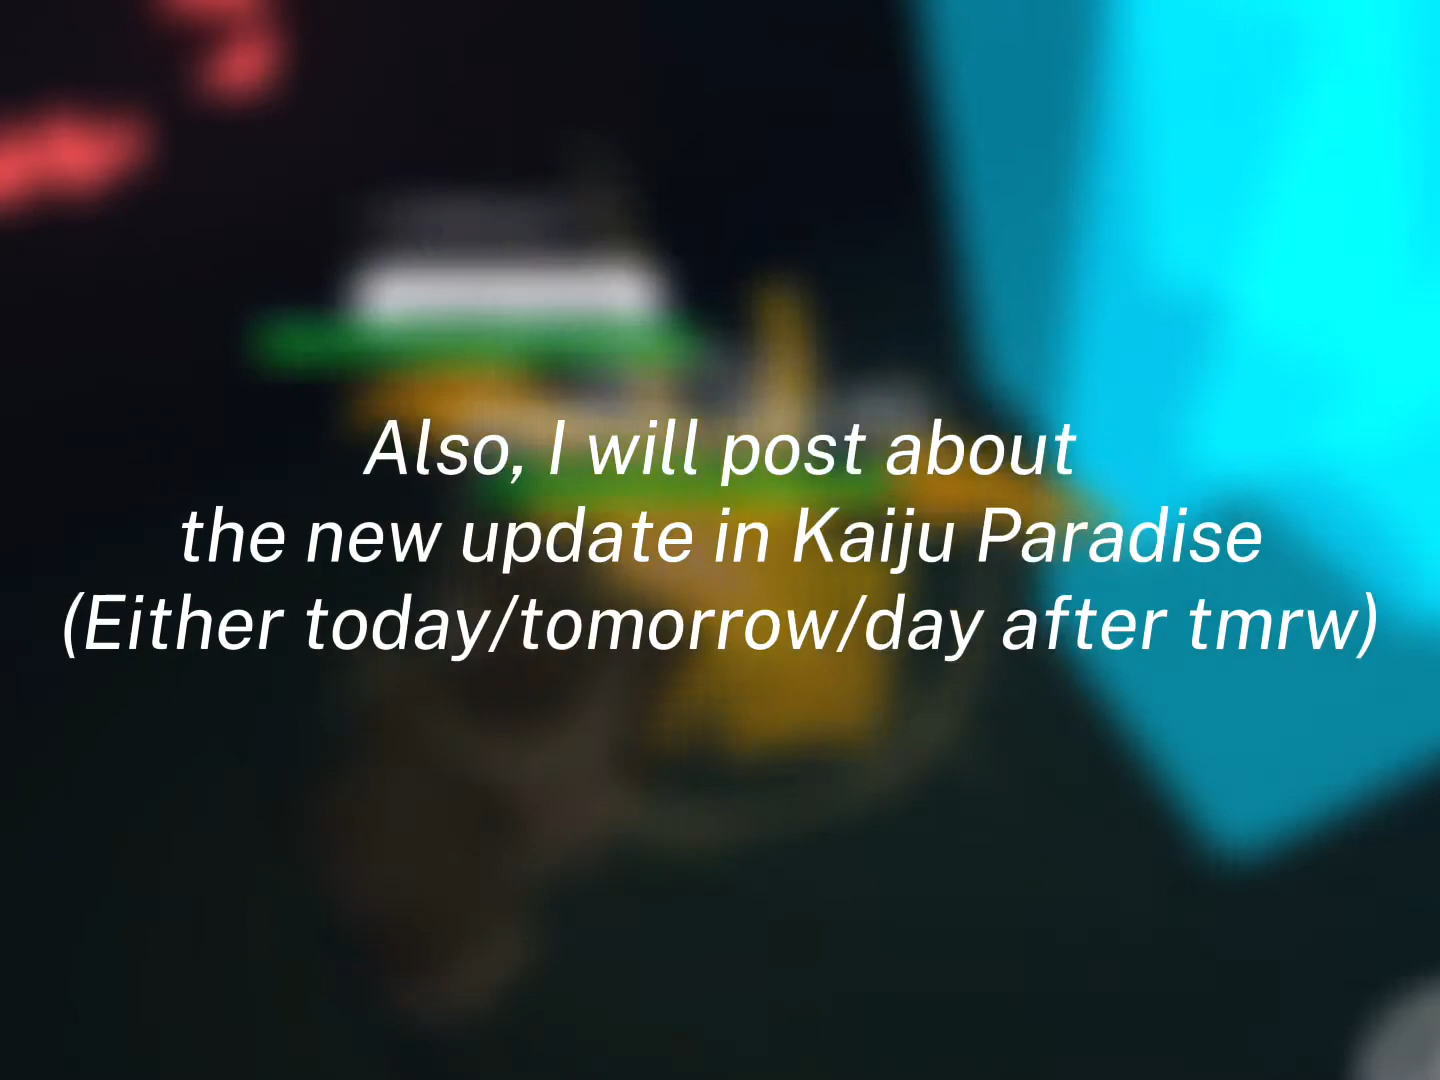 Also, I will post about
the new update in Kaiju Paradise
(Either today/tomorrow/day after tmrw)